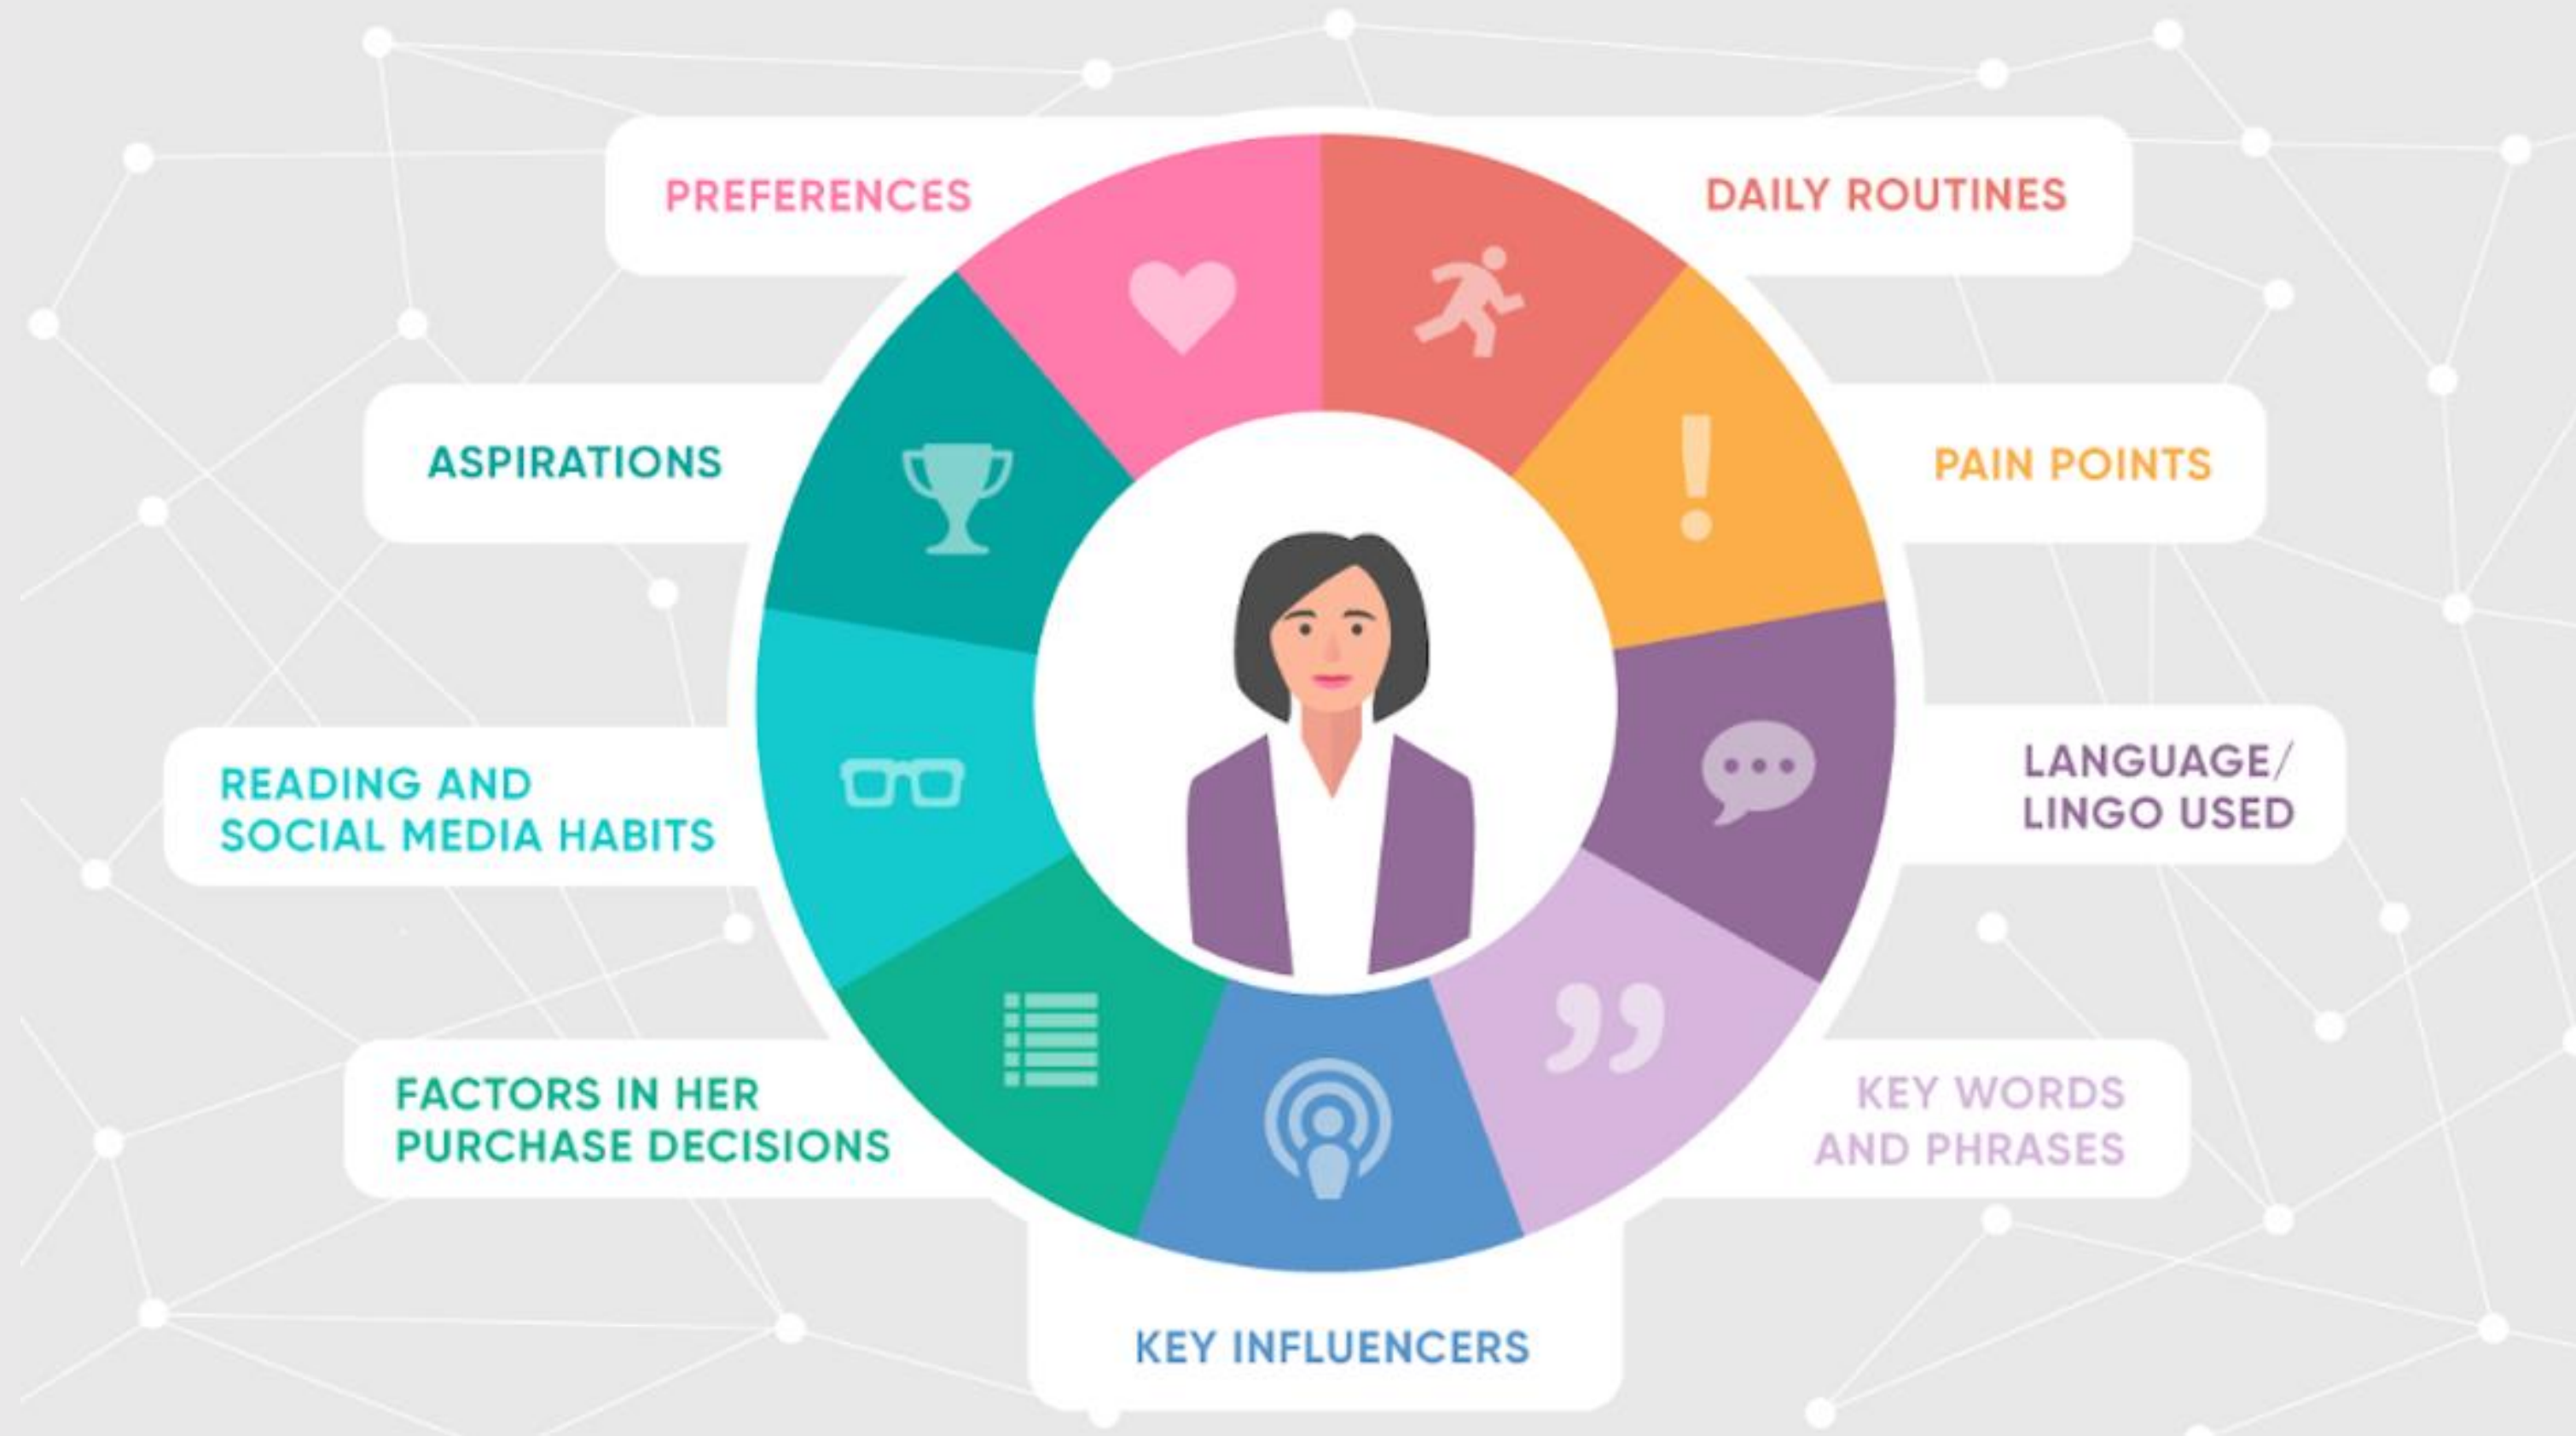 PREFERENCES
DAILY ROUTINES
ASPIRATIONS
PAIN POINTS
READING AND
SOCIAL MEDIA HABITS
LANGUAGE/
LINGO USED
FACTORS IN HER
PURCHASE DECISIONS
KEY WORDS
AND PHRASES
KEY INFLUENCERS